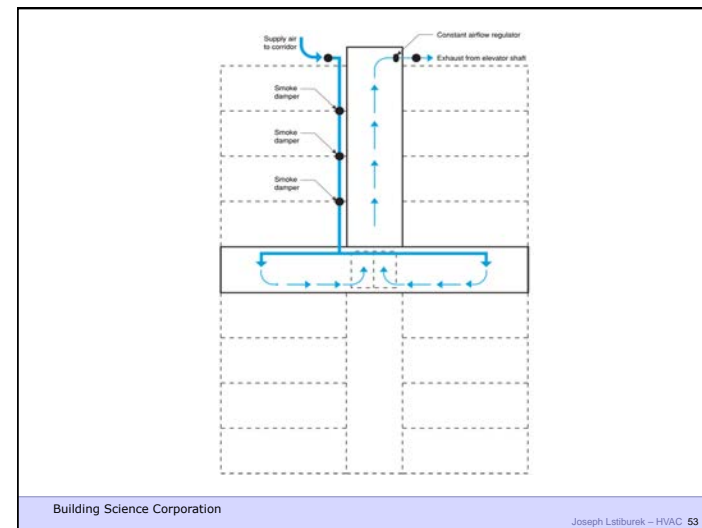 Supply air
to corridor
Constant airflow regulator
Exhaust from elevator shaft
Smoke
damper
Smoke
damper
Smoke
damper
Building Science Corporation
Joseph Lstiburek – HVAC 53